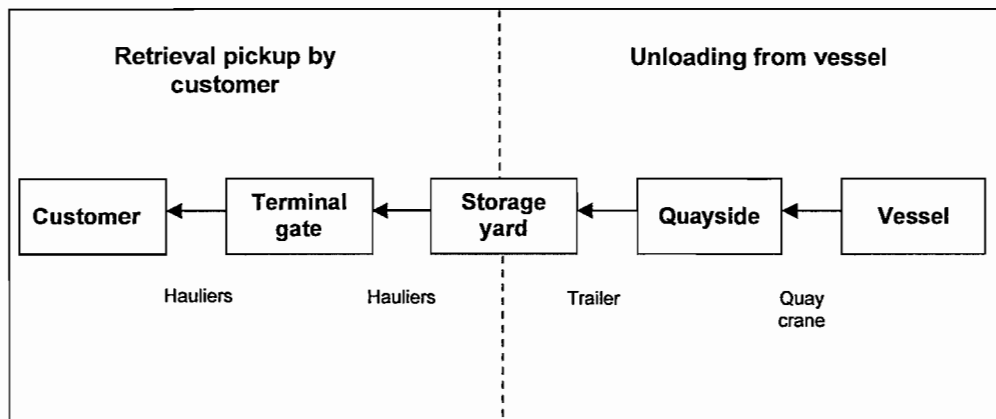 Retrieval pickup by
customer
Unloading from vessel
Customer
Terminal
gate
Storage
yard
Quayside
Vessel
Hauliers
Hauliers
Trailer
Quay
crane